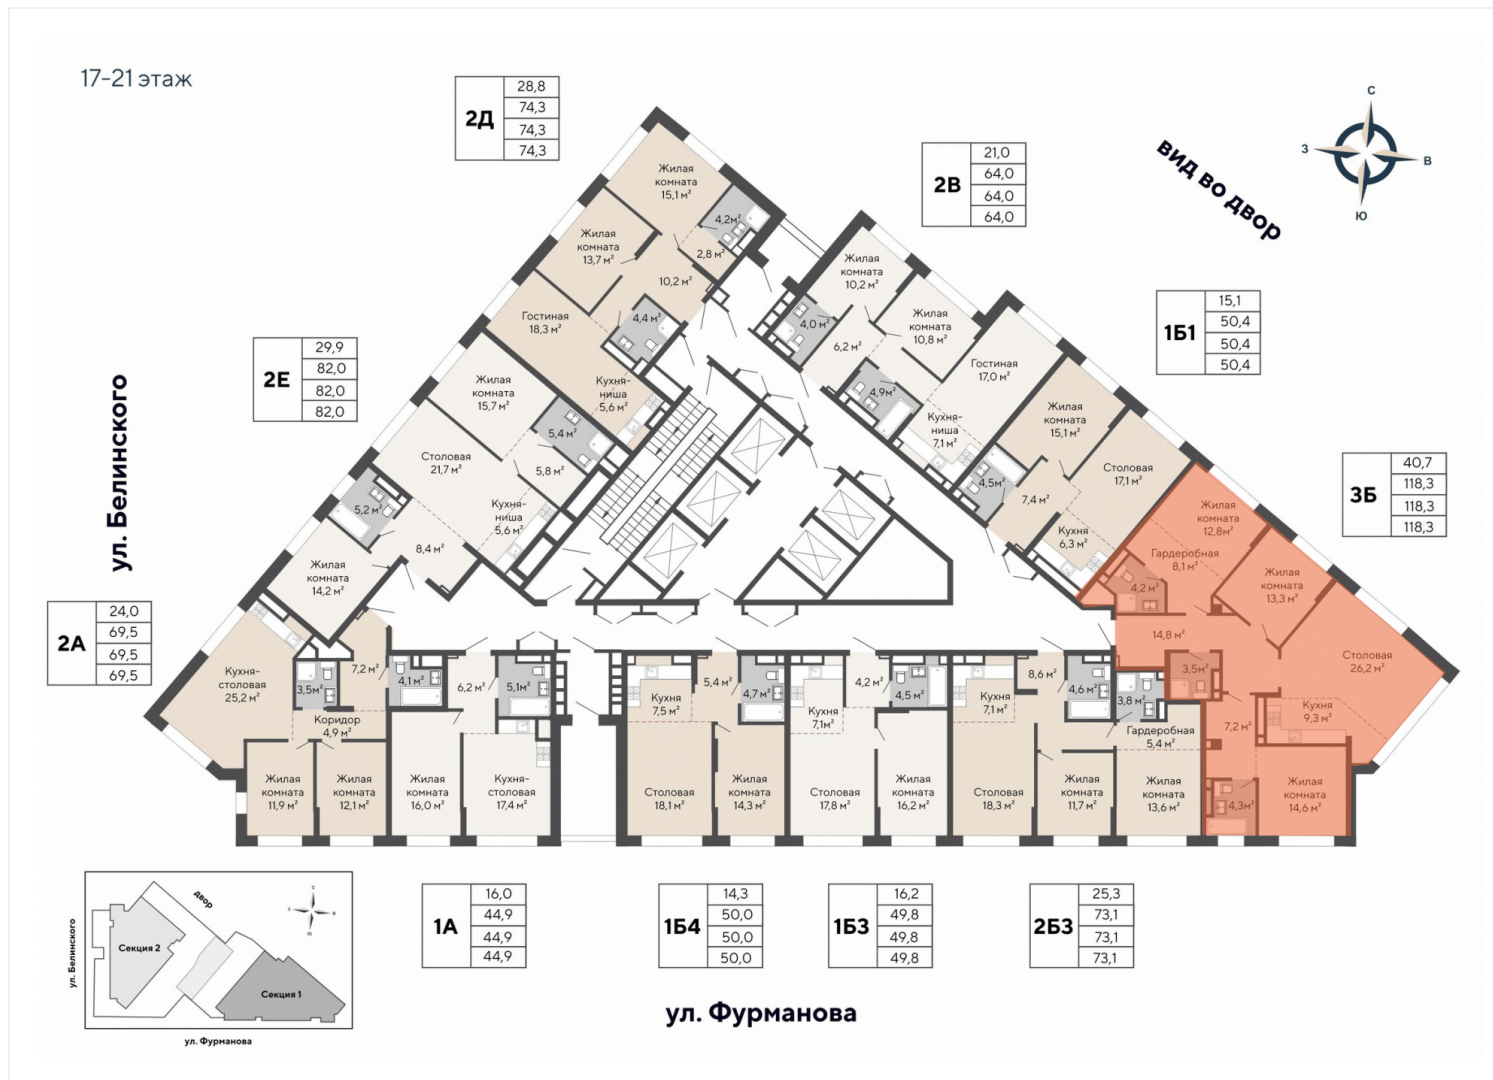 17-21 этаж
2Д
28,8
74,3
74,3
74,3
2В
21,0
64,0
64,0
64,0
вид во двор
С
З
В
Ю
1Б1
15,1
50,4
50,4
50,4
2Е
29,9
82,0
82,0
82,0
3Б
40,7
118,3
118,3
118,3
ул. Белинского
2А
24,0
69,5
69,5
69,5
Жилая
комната
15,1 м²
4,2м²
2,8 м²
Жилая
комната
13,7 м²
10,2 м²
Гостиная
18,3 м²
4,4 м²
Кухня-
ниша
5,6 м²
Жилая
комната
15,7 м²
5,4 м²
5,8 м²
Столовая
21,7 м²
Кухня-
ниша
5,6 м²
5,2 м²
8,4 м²
Жилая
комната
14,2 м²
Жилая
комната
10,2 м²
4,0 м²
6,2 м²
Жилая
комната
10,8 м²
4,9м²
Гостиная
17,0 м²
Кухня-
ниша
7,1 м²
Жилая
комната
15,1 м²
4,5м²
7,4 м²
Столовая
17,1 м²
Кухня
6,3 м²
Жилая
комната
12,8м²
Гардеробная
8,1 м²
4,2 м²
Жилая
комната
13,3 м²
14,8 м²
3,5м²
Столовая
26,2 м²
Кухня
9,3 м²
7,2 м²
4,3м²
Жилая
комната
14,6 м²
Кухня-
столовая
25,2 м²
3,5м²
7,2 м²
Коридор
4,9 м²
Жилая
комната
11,9 м²
Жилая
комната
12,1 м²
4,1 м²
6,2 м²
5,1м²
Жилая
комната
16,0 м²
Кухня-
столовая
17,4 м²
Кухня
7,5 м²
5,4 м²
4,7 м²
Столовая
18,1 м²
Жилая
комната
14,3 м²
Кухня
7,1м²
4,2 м²
4,5 м²
Столовая
17,8 м²
Жилая
комната
16,2 м²
Кухня
7,1 м²
8,6 м²
4,6 м²
3,8 м²
Гардеробная
5,4 м²
Столовая
18,3 м²
Жилая
комната
11,7 м²
Жилая
комната
13,6 м²
1А
16,0
44,9
44,9
44,9
1Б4
14,3
50,0
50,0
50,0
1Б3
16,2
49,8
49,8
49,8
2Б3
25,3
73,1
73,1
73,1
ул. Фурманова
ул. Белинского
двор
С
З
В
Ю
Секция 2
Секция 1
ул. Фурманова